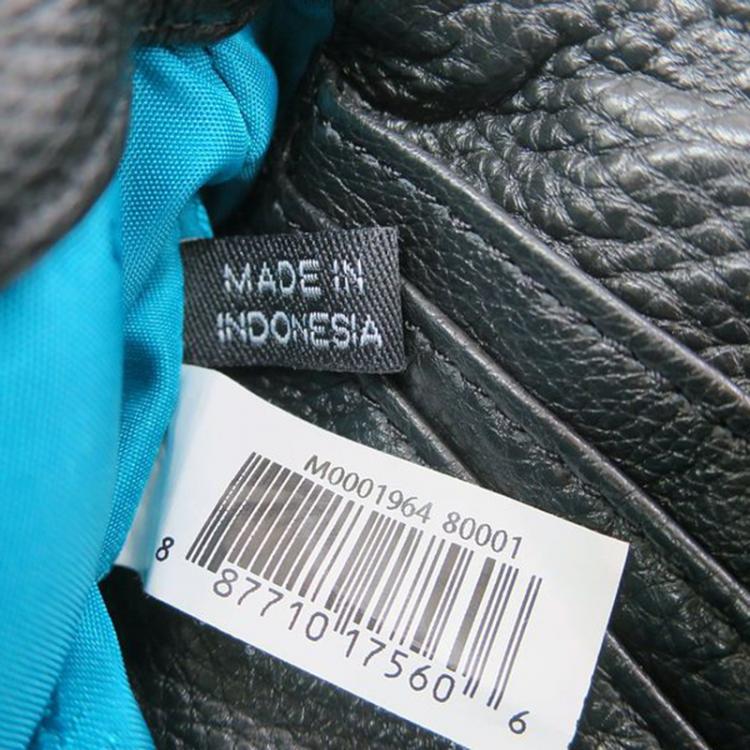 MADE IN
INDONESIA
M0001964 80001
8 87710 17560 6